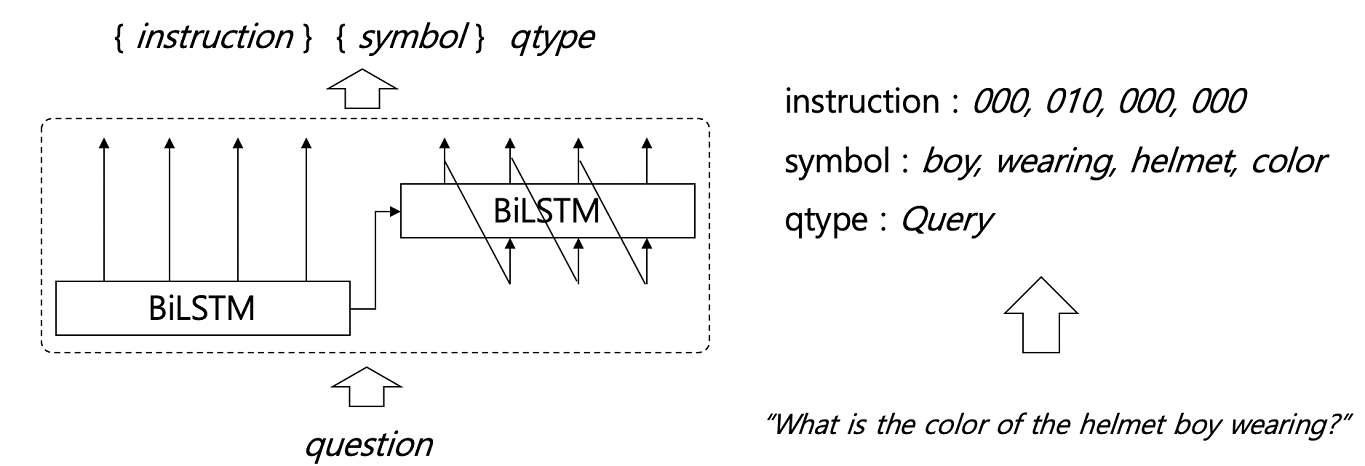 { instruction } { symbol } qtype
BiLSTM
BiLSTM
question
instruction : 000, 010, 000, 000
symbol : boy, wearing, helmet, color
qtype : Query
“What is the color of the helmet boy wearing?”